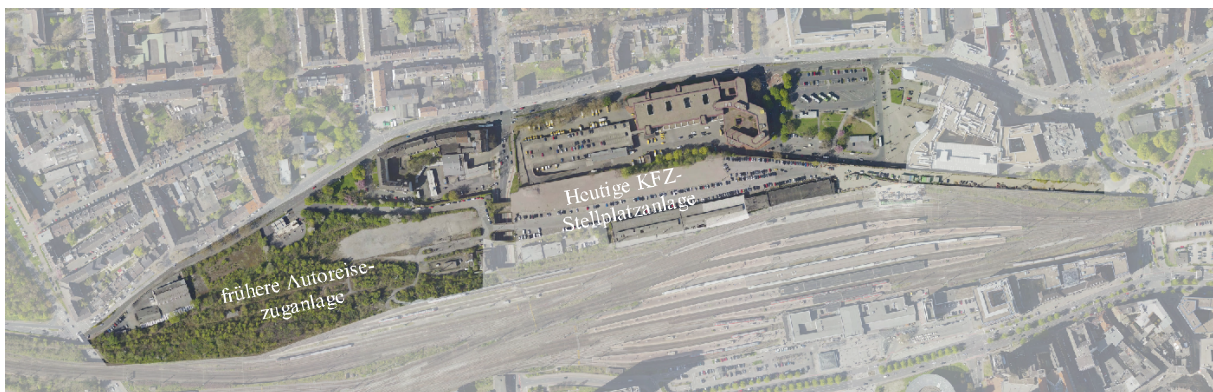 Heutige KFZ-
Stellplatzanlage
frühere Autoreise-
zuganlage